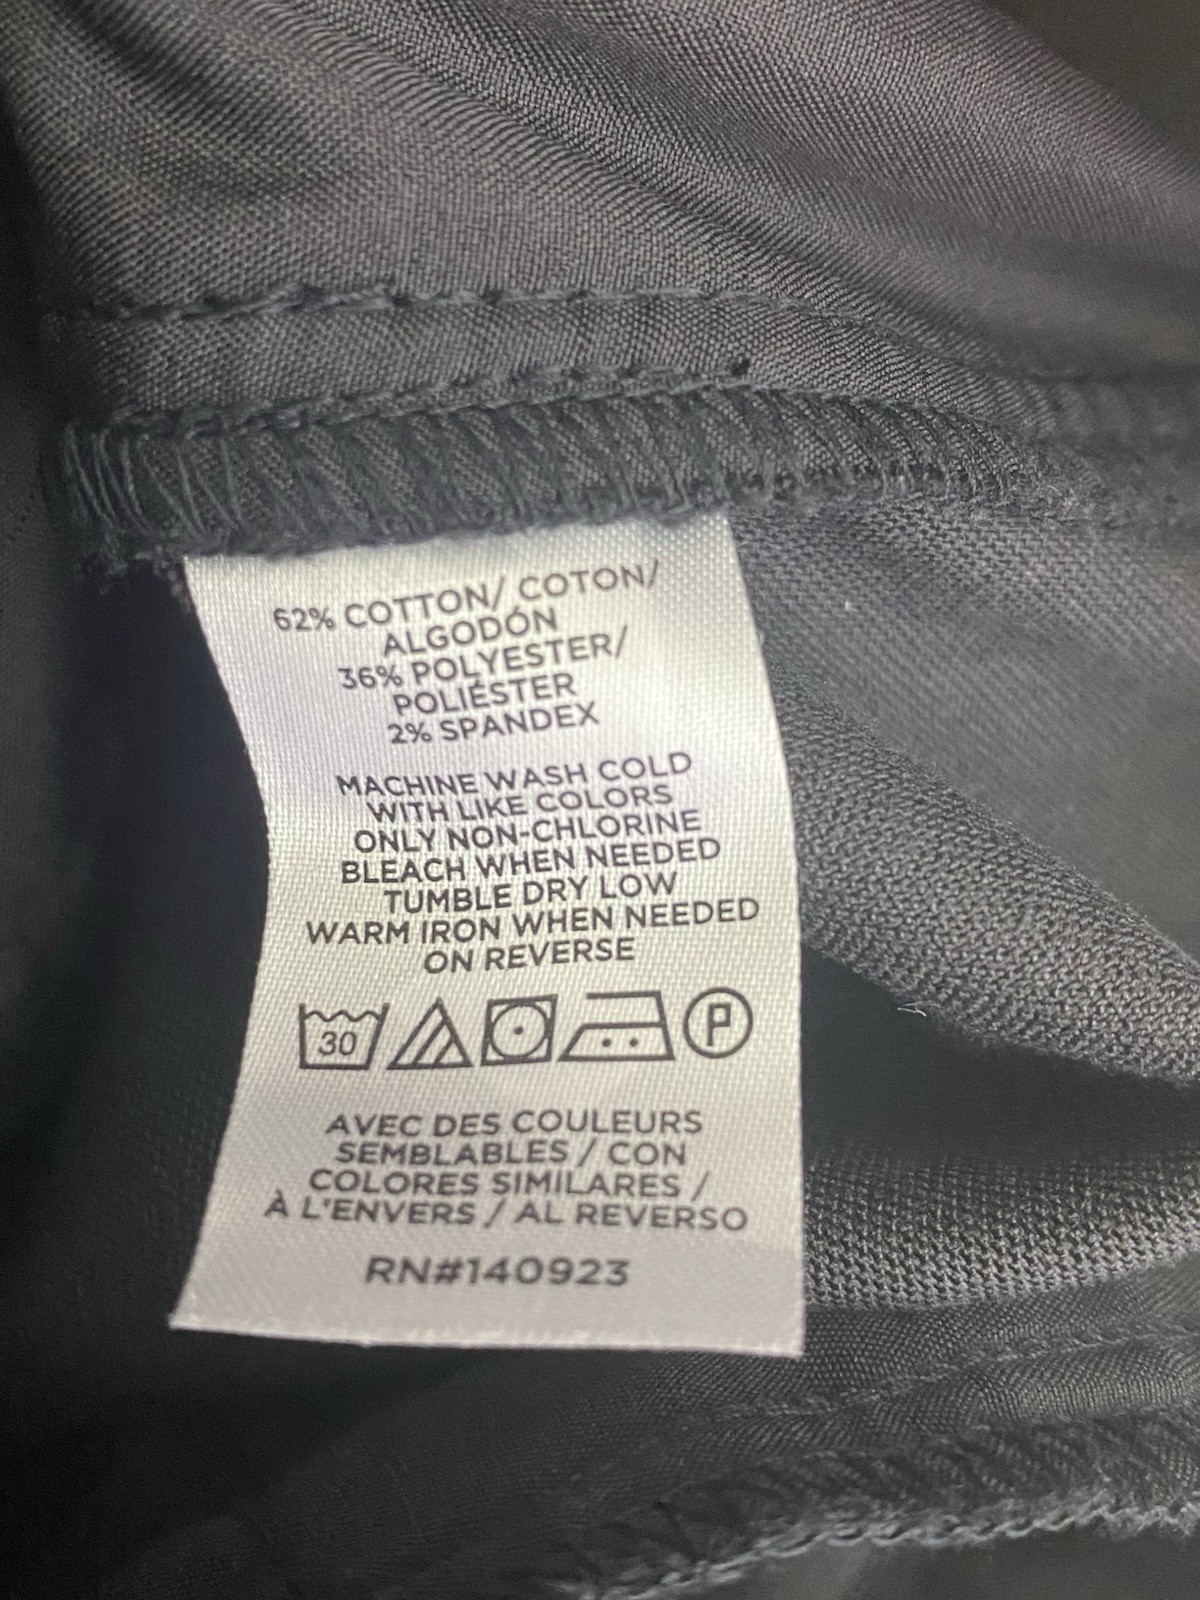 62% COTTON/ COTON/
ALGODÓN
36% POLYESTER/
POLIÉSTER
2% SPANDEX
MACHINE WASH COLD
WITH LIKE COLORS
ONLY NON-CHLORINE
BLEACH WHEN NEEDED
TUMBLE DRY LOW
WARM IRON WHEN NEEDED
ON REVERSE
30 P
AVEC DES COULEURS
SEMBLABLES / CON
COLORES SIMILARES /
À L'ENVERS / AL REVERSO
RN#140923